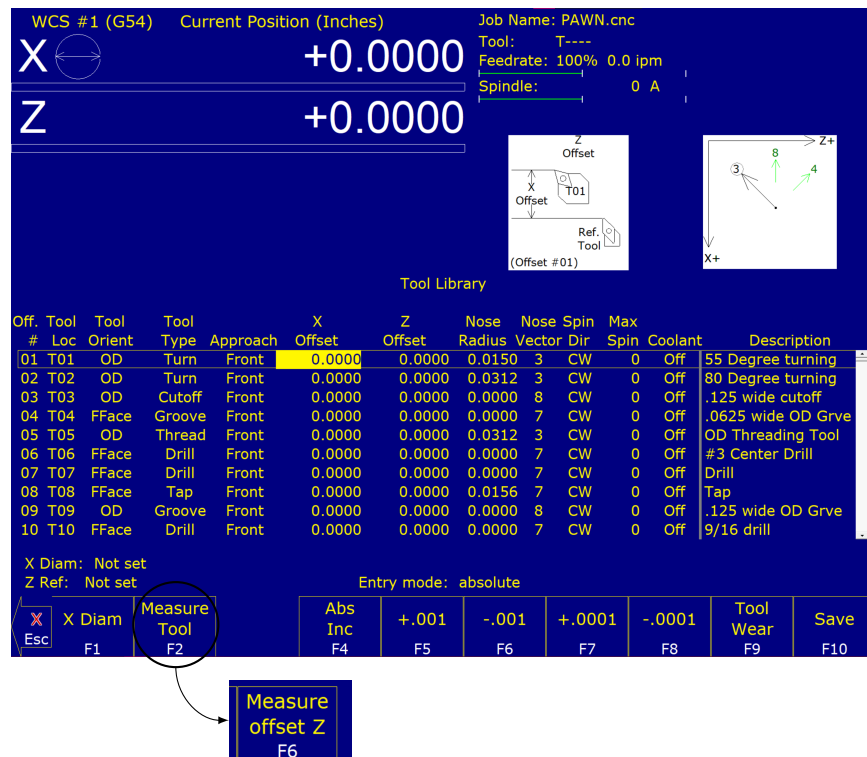 WCS #1 (G54) Current Position (Inches)
X +0.0000
Z +0.0000
Job Name: PAWN.cnc
Tool: T----
Feedrate: 100% 0.0 ipm
Spindle: 0 A
Z
Offset
X
Offset
T01
Ref.
Tool
(Offset #01)
Z+
8
3
4
X+
Tool Library
Off. Tool Tool Tool X Z Nose Nose Spin Max
# Loc Orient Type Approach Offset Offset Radius Vector Dir Spin Coolant Description
01 T01 OD Turn Front 0.0000 0.0000 0.0150 3 CW 0 Off 55 Degree turning
02 T02 OD Turn Front 0.0000 0.0000 0.0312 3 CW 0 Off 80 Degree turning
03 T03 OD Cutoff Front 0.0000 0.0000 0.0000 8 CW 0 Off .125 wide cutoff
04 T04 FFace Groove Front 0.0000 0.0000 0.0000 7 CW 0 Off .0625 wide OD Grve
05 T05 OD Thread Front 0.0000 0.0000 0.0312 3 CW 0 Off OD Threading Tool
06 T06 FFace Drill Front 0.0000 0.0000 0.0000 7 CW 0 Off #3 Center Drill
07 T07 FFace Drill Front 0.0000 0.0000 0.0000 7 CW 0 Off Drill
08 T08 FFace Tap Front 0.0000 0.0000 0.0156 7 CW 0 Off Tap
09 T09 OD Groove Front 0.0000 0.0000 0.0000 8 CW 0 Off .125 wide OD Grve
10 T10 FFace Drill Front 0.0000 0.0000 0.0000 7 CW 0 Off 9/16 drill
X Diam: Not set
Z Ref: Not set Entry mode: absolute
X
Esc
X Diam
F1
Measure
Tool
F2
Abs
Inc
F4
+.001
F5
-.001
F6
+.0001
F7
-.0001
F8
Tool
Wear
F9
Save
F10
Measure
offset Z
F6